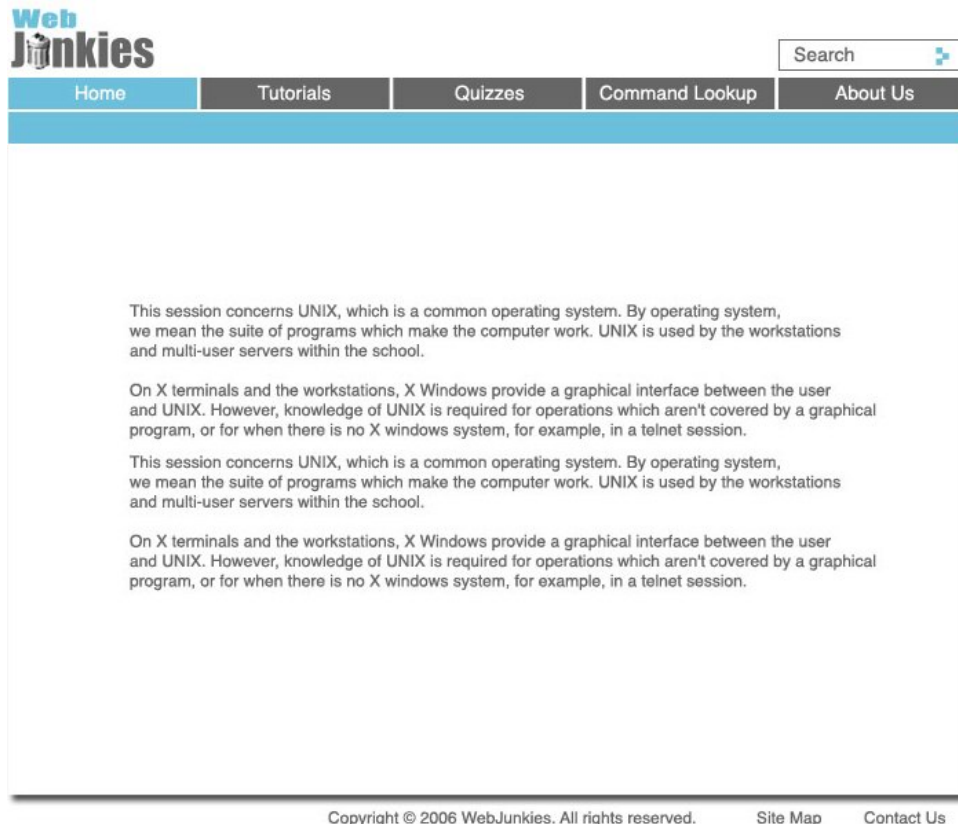 Web
Junkies
Search
Home Tutorials Quizzes Command Lookup About Us
This session concerns UNIX, which is a common operating system. By operating system,
we mean the suite of programs which make the computer work. UNIX is used by the workstations
and multi-user servers within the school.
On X terminals and the workstations, X Windows provide a graphical interface between the user
and UNIX. However, knowledge of UNIX is required for operations which aren't covered by a graphical
program, or for when there is no X windows system, for example, in a telnet session.
This session concerns UNIX, which is a common operating system. By operating system,
we mean the suite of programs which make the computer work. UNIX is used by the workstations
and multi-user servers within the school.
On X terminals and the workstations, X Windows provide a graphical interface between the user
and UNIX. However, knowledge of UNIX is required for operations which aren't covered by a graphical
program, or for when there is no X windows system, for example, in a telnet session.
Copyright © 2006 WebJunkies. All rights reserved. Site Map Contact Us